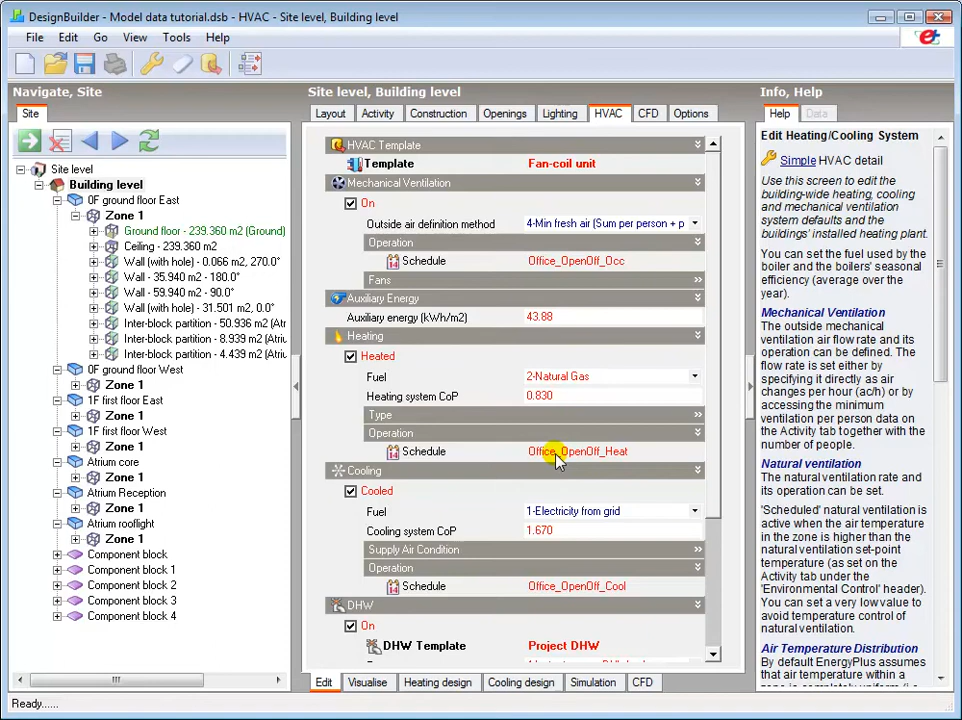 DesignBuilder - Model data tutorial.dsb - HVAC - Site level, Building level
File Edit Go View Tools Help
Navigate, Site
Site
Site level
Building level
0F ground floor East
Zone 1
Ground floor - 239.360 m2 (Ground)
Ceiling - 239.360 m2
Wall (with hole) - 0.066 m2, 270.0°
Wall - 35.940 m2 - 180.0°
Wall - 59.940 m2 - 90.0°
Wall (with hole) - 31.501 m2, 0.0°
Inter-block partition - 50.936 m2 (Atri
Inter-block partition - 8.939 m2 (Atriu
Inter-block partition - 4.439 m2 (Atriu
0F ground floor West
Zone 1
1F first floor East
Zone 1
1F first floor West
Zone 1
Atrium core
Zone 1
Atrium Reception
Zone 1
Atrium rooflight
Zone 1
Component block
Component block 1
Component block 2
Component block 3
Component block 4
Site level, Building level
Layout Activity Construction Openings Lighting HVAC CFD Options
HVAC Template
Template Fan-coil unit
Mechanical Ventilation
On
Outside air definition method 4-Min fresh air (Sum per person + p
Operation
14 Schedule Office_OpenOff_Occ
Fans
Auxiliary Energy
Auxiliary energy (kWh/m2) 43.88
Heating
Heated
Fuel 2-Natural Gas
Heating system CoP 0.830
Type
Operation
14 Schedule Office_OpenOff_Heat
Cooling
Cooled
Fuel 1-Electricity from grid
Cooling system CoP 1.670
Supply Air Condition
Operation
14 Schedule Office_OpenOff_Cool
DHW
On
DHW Template Project DHW
Edit Visualise Heating design Cooling design Simulation CFD
Info, Help
Help Data
Edit Heating/Cooling System
Simple HVAC detail
Use this screen to edit the
building-wide heating, cooling
and mechanical ventilation
system defaults and the
buildings' installed heating plant.
You can set the fuel used by the
boiler and the boilers' seasonal
efficiency (average over the
year).
Mechanical Ventilation
The outside mechanical
ventilation air flow rate and its
operation can be defined. The
flow rate is set either by
specifying it directly as air
changes per hour (ac/h) or by
accessing the minimum
ventilation per person data on
the Activity tab together with the
number of people.
Natural ventilation
The natural ventilation rate and
its operation can be set.
'Scheduled' natural ventilation is
active when the air temperature
in the zone is higher than the
natural ventilation set-point
temperature (as set on the
Activity tab under the
'Environmental Control' header).
You can set a very low value to
avoid temperature control of
natural ventilation.
Air Temperature Distribution
By default EnergyPlus assumes
that air temperature within a
Ready......